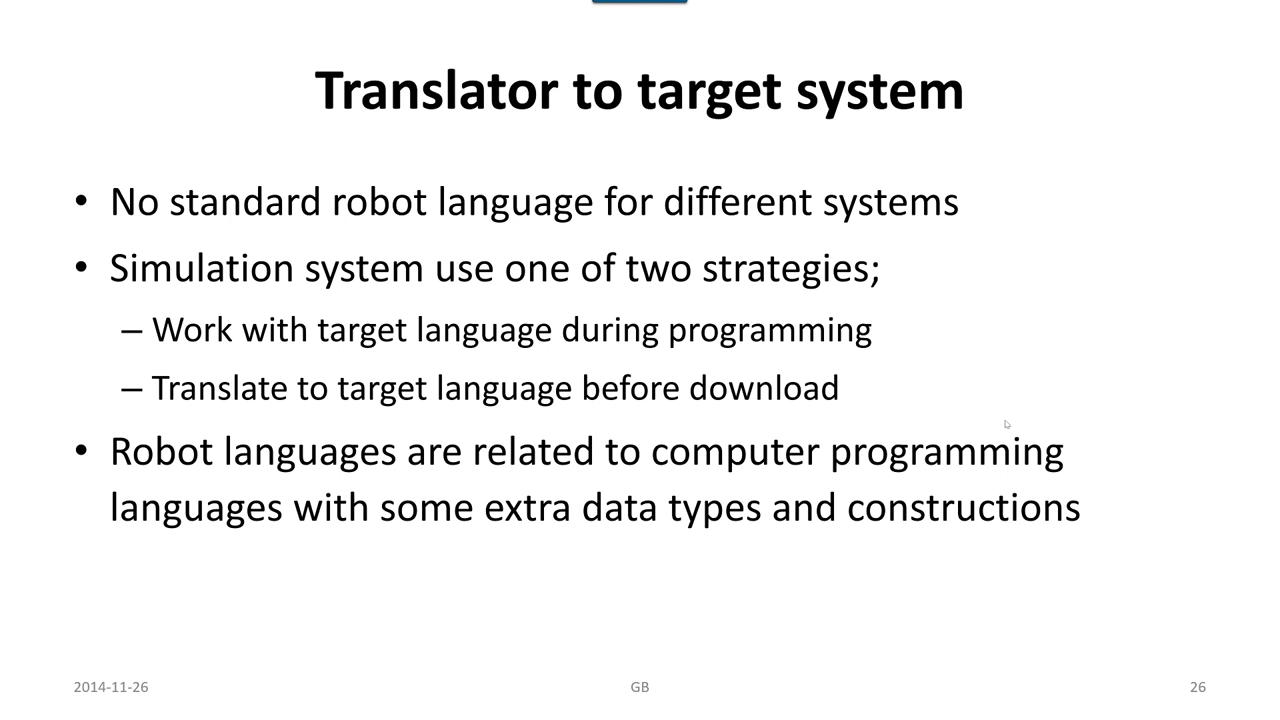 Translator to target system
• No standard robot language for different systems
• Simulation system use one of two strategies;
– Work with target language during programming
– Translate to target language before download
• Robot languages are related to computer programming
languages with some extra data types and constructions
2014-11-26
GB
26